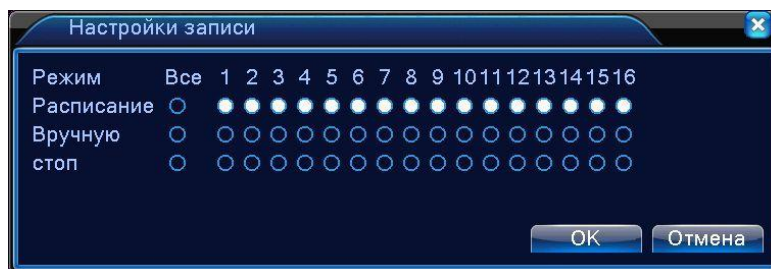 Настройки записи
Режим Все 1 2 3 4 5 6 7 8 9 10 11 12 13 14 15 16
Расписание
Вручную
стоп
OK Отмена